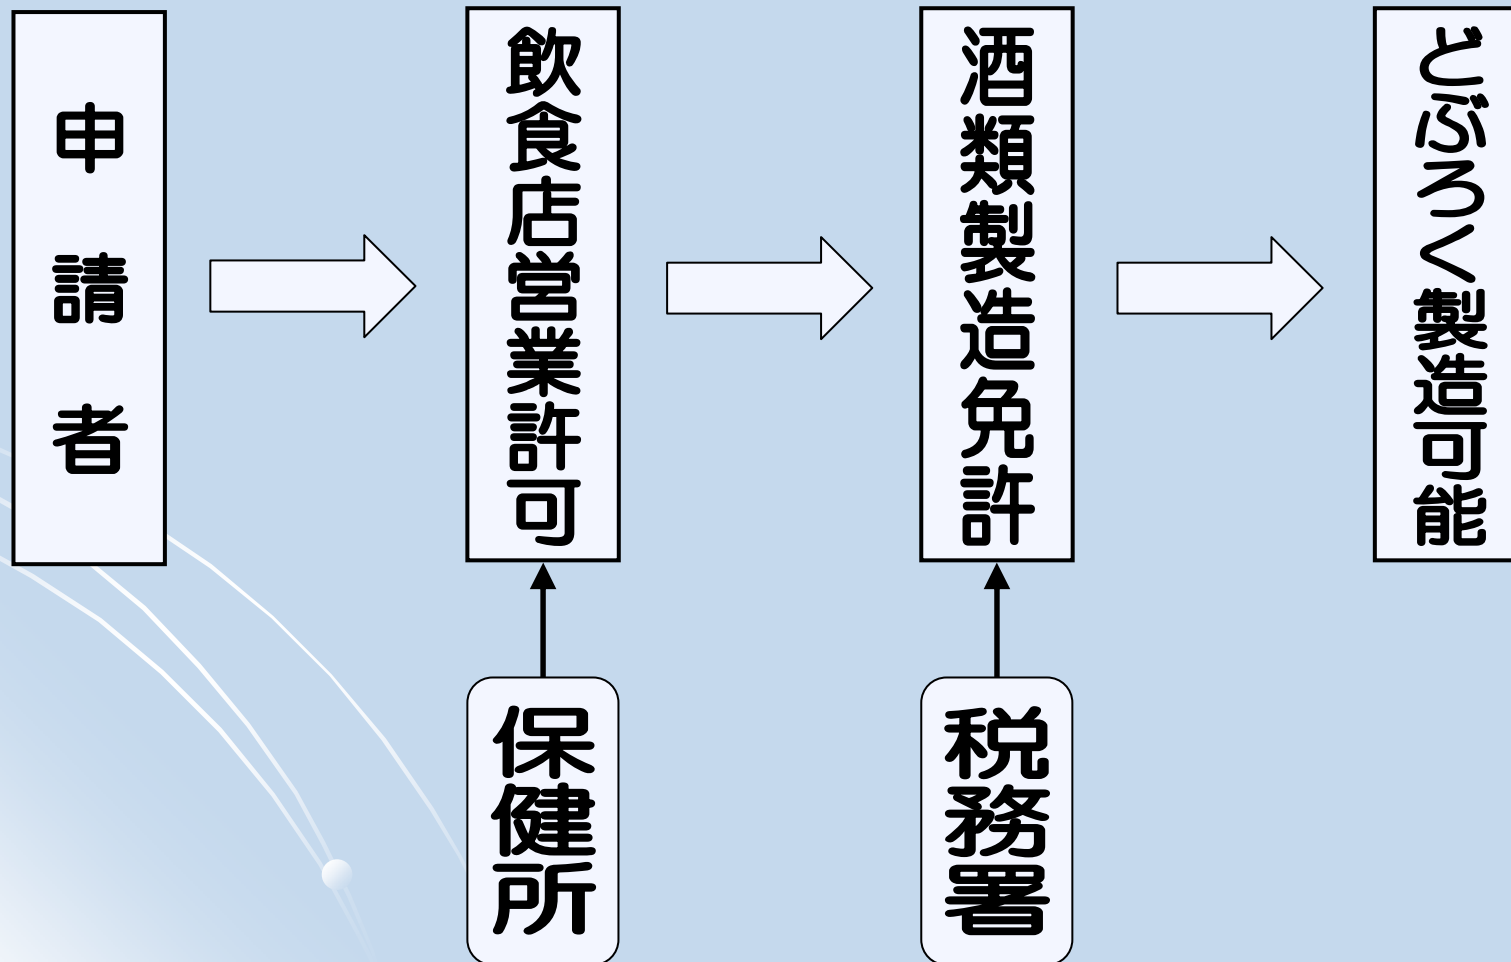 申請者
飲食店営業許可
酒類製造免許
どぶろく製造可能
保健所
税務署